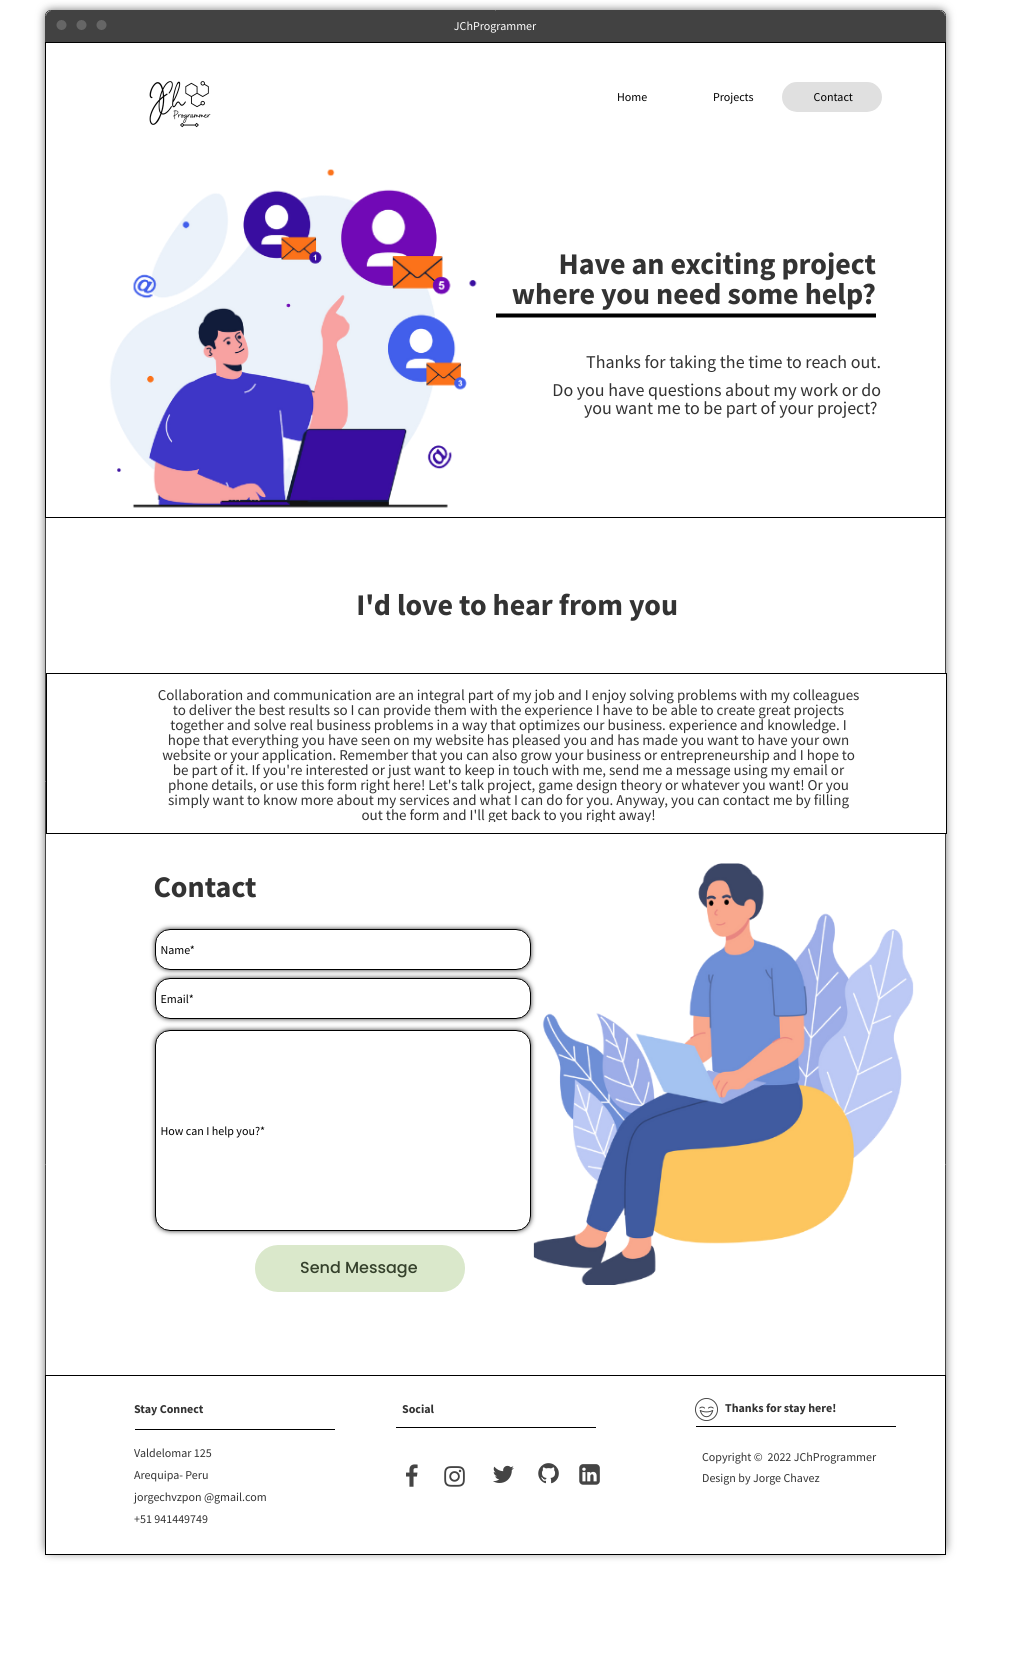 JChProgrammer
JCh
Programmer
Home
Projects
Contact
1
5
@
3
@
Have an exciting project
where you need some help?
Thanks for taking the time to reach out.
Do you have questions about my work or do
you want me to be part of your project?
I'd love to hear from you
Collaboration and communication are an integral part of my job and I enjoy solving problems with my colleagues
to deliver the best results so I can provide them with the experience I have to be able to create great projects
together and solve real business problems in a way that optimizes our business. experience and knowledge. I
hope that everything you have seen on my website has pleased you and has made you want to have your own
website or your application. Remember that you can also grow your business or entrepreneurship and I hope to
be part of it. If you're interested or just want to keep in touch with me, send me a message using my email or
phone details, or use this form right here! Let's talk project, game design theory or whatever you want! Or you
simply want to know more about my services and what I can do for you. Anyway, you can contact me by filling
out the form and I'll get back to you right away!
Contact
Name*
Email*
How can I help you?*
Send Message
Stay Connect
Valdelomar 125
Arequipa- Peru
jorgechvzpon @gmail.com
+51 941449749
Social
Thanks for stay here!
Copyright © 2022 JChProgrammer
Design by Jorge Chavez